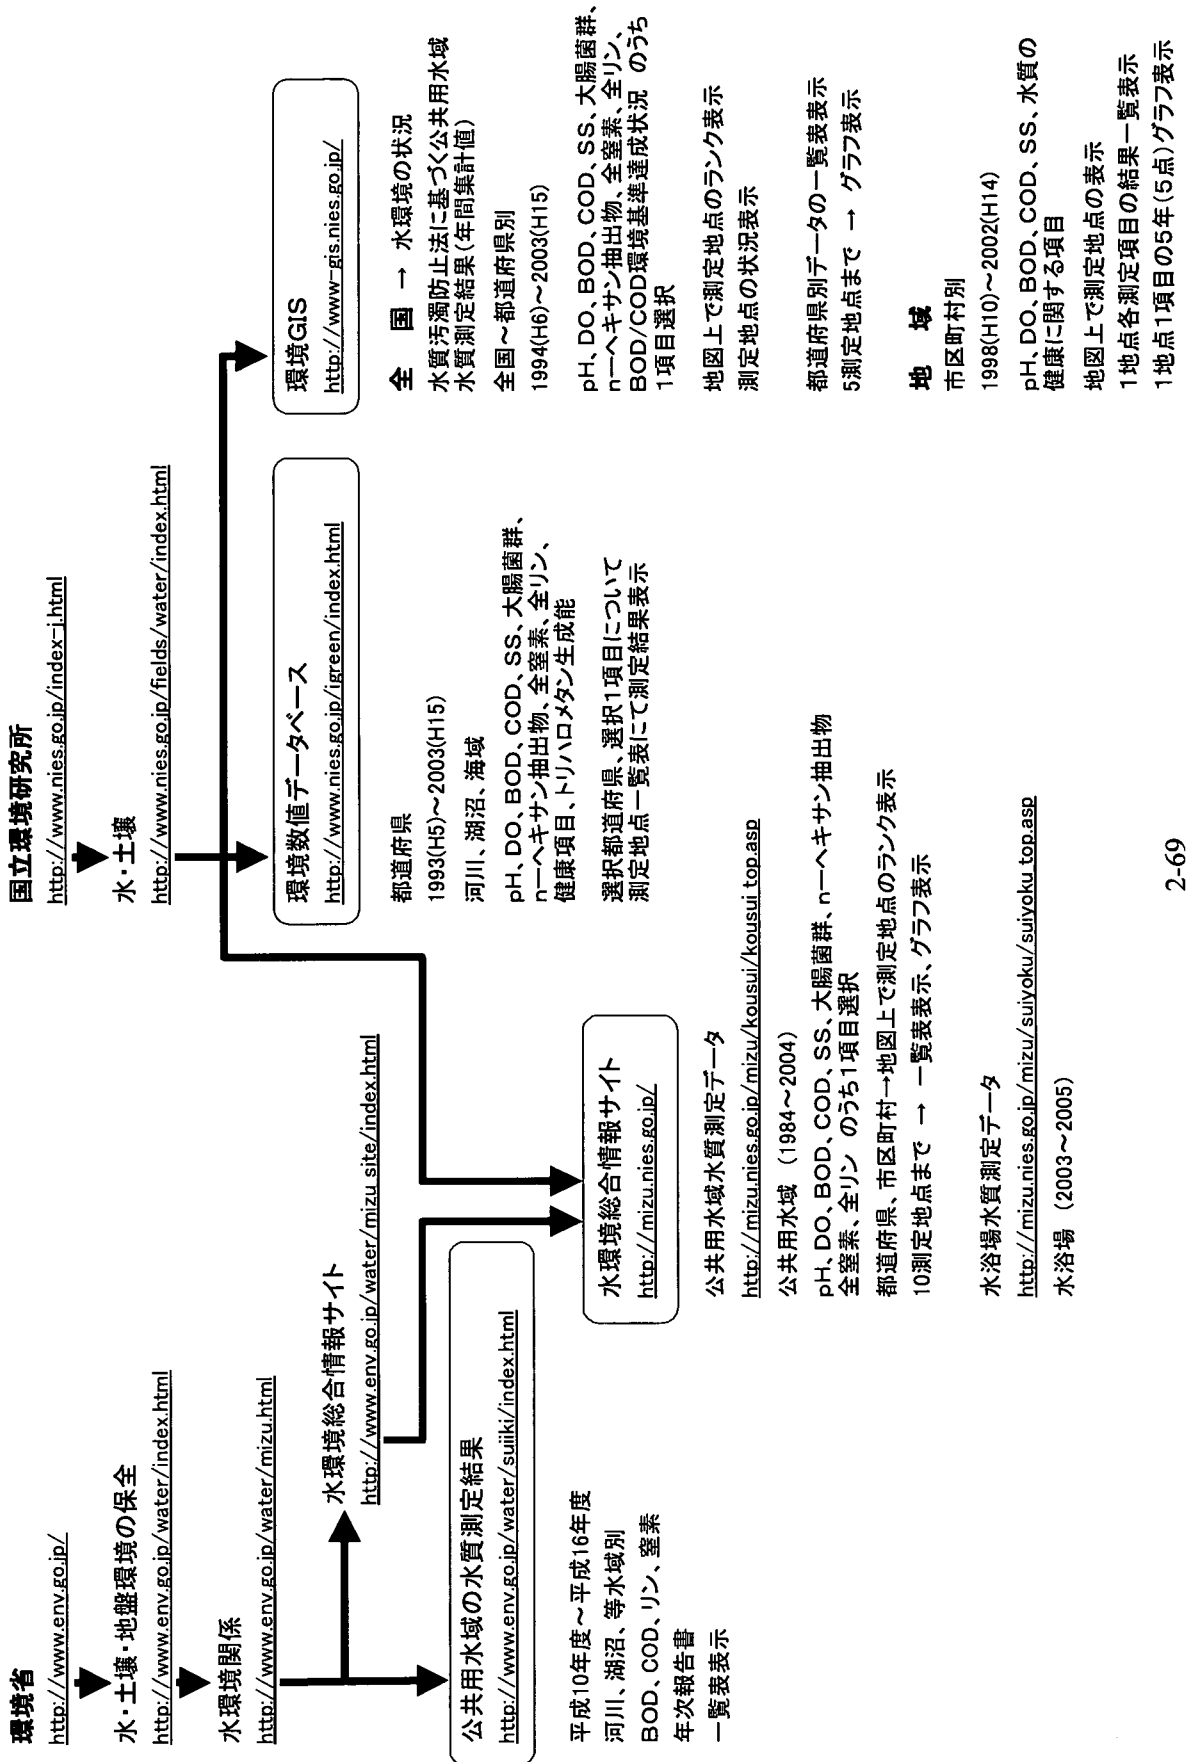 環境省
http://www.env.go.jp/
水・土壌・地盤環境の保全
http://www.env.go.jp/water/index.html
水環境関係
http://www.env.go.jp/water/mizu.html
水環境総合情報サイト
http://www.env.go.jp/water/mizu site/index.html
公共用水域の水質測定結果
http://www.env.go.jp/water/suiiki/index.html
平成10年度~平成16年度
河川、湖沼、等水域別
BOD、COD、リン、窒素
年次報告書
一覧表表示
国立環境研究所
http://www.nies.go.jp/index-j.html
水・土壌
http://www.nies.go.jp/fields/water/index.html
水環境総合情報サイト
http://mizu.nies.go.jp/
公共用水域水質測定データ
http://mizu.nies.go.jp/mizu/kousui/kousui top.asp
公共用水域 (1984~2004)
pH、DO、BOD、COD、SS、大腸菌群、n-ヘキサン抽出物
全窒素、全リン のうち1項目選択
都道府県、市区町村→地図上で測定地点のランク表示
10測定地点まで → 一覧表表示、グラフ表示
水浴場水質測定データ
http://mizu.nies.go.jp/mizu/suiyoku/suiyoku top.asp
水浴場 (2003~2005)
環境数値データベース
http://www.nies.go.jp/igreen/index.html
都道府県
1993(H5)~2003(H15)
河川、湖沼、海域
pH、DO、BOD、COD、SS、大腸菌群、
n-ヘキサン抽出物、全窒素、全リン、
健康項目、トリハロメタン生成能
選択都道府県、選択1項目について
測定地点一覧表にて測定結果表示
環境GIS
http://www-gis.nies.go.jp/
全 国 → 水環境の状況
水質汚濁防止法に基づく公共用水域
水質測定結果(年間集計値)
全国~都道府県別
1994(H6)~2003(H15)
pH、DO、BOD、COD、SS、大腸菌群、
n-ヘキサン抽出物、全窒素、全リン、
BOD/COD環境基準達成状況 のうち
1項目選択
地図上で測定地点のランク表示
測定地点の状況表示
都道府県別データの一覧表表示
5測定地点まで → グラフ表示
地 域
市区町村別
1998(H10)~2002(H14)
pH、DO、BOD、COD、SS、水質の
健康に関する項目
地図上で測定地点の表示
1地点各測定項目の結果一覧表示
1地点1項目の5年(5点)グラフ表示
2-69